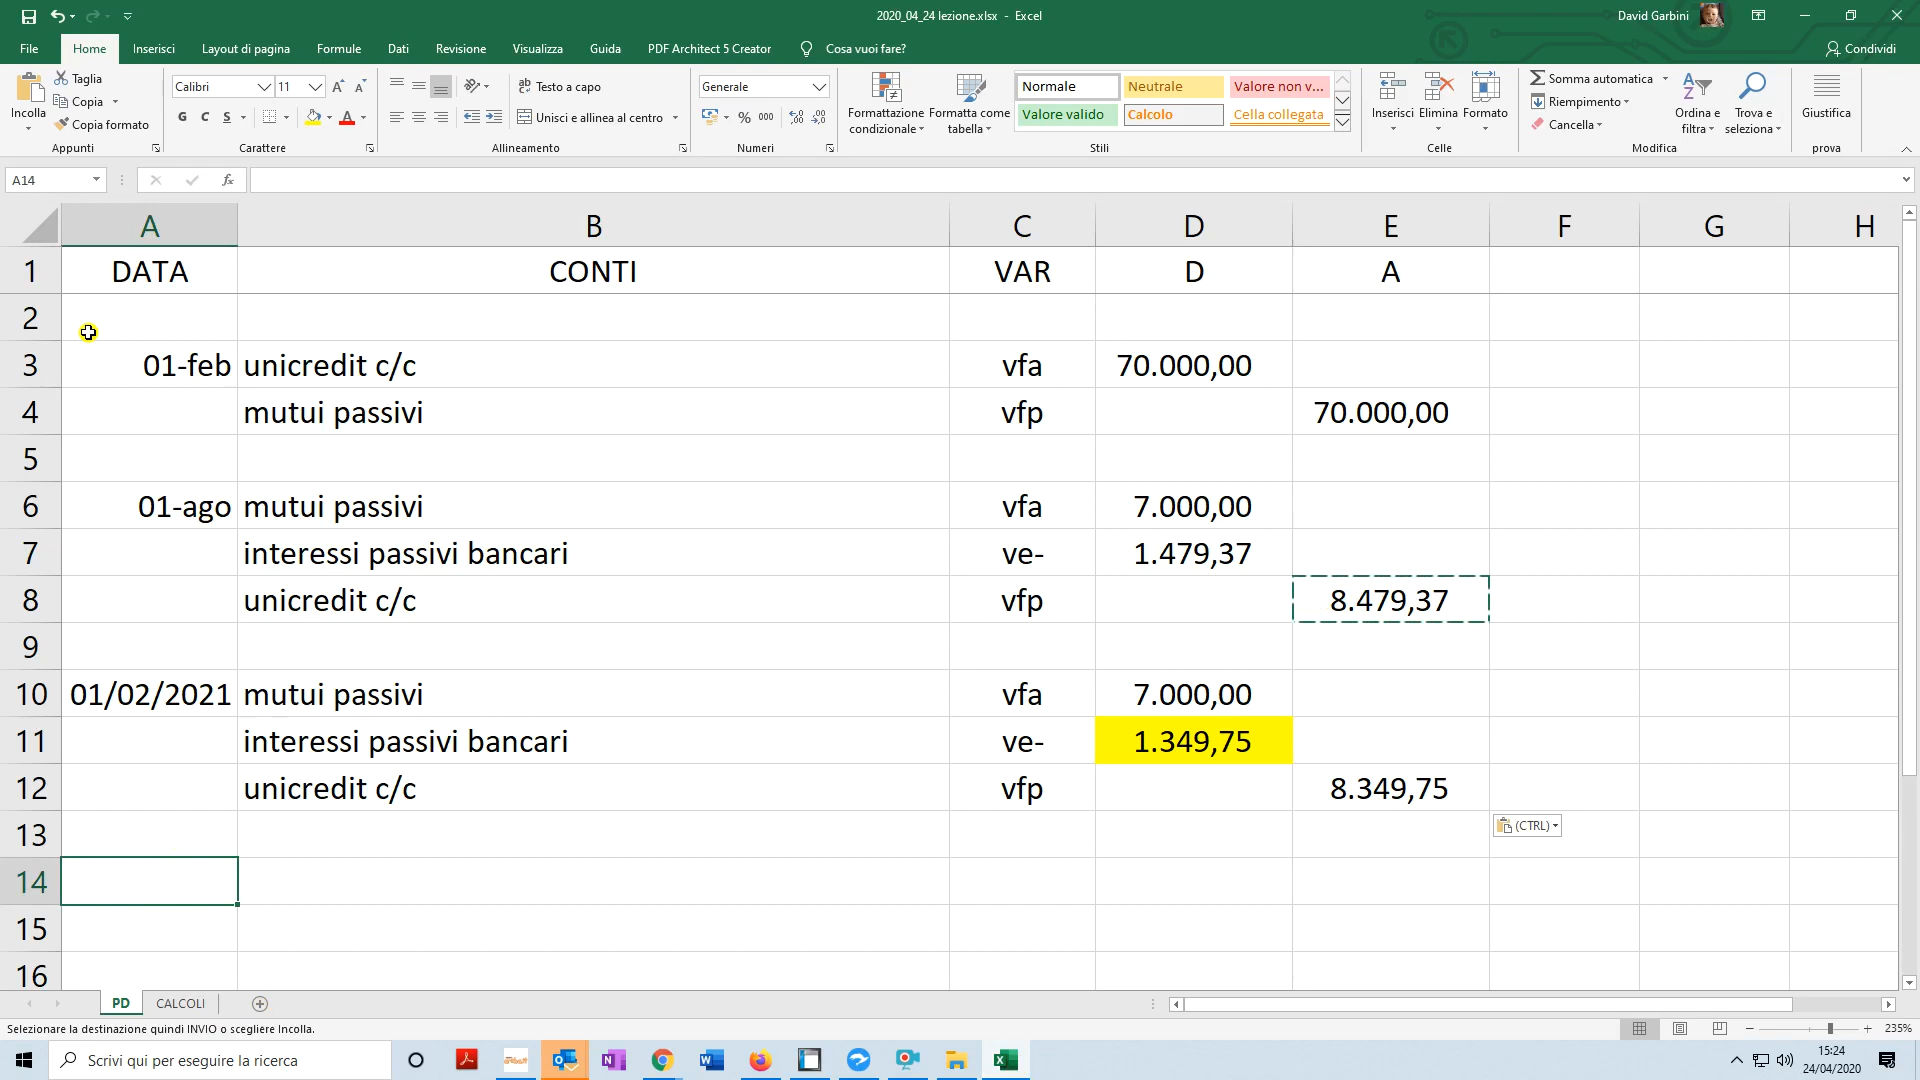 2020_04_24 lezione.xlsx - Excel
David Garbini
File Home Inserisci Layout di pagina Formule Dati Revisione Visualizza Guida PDF Architect 5 Creator Cosa vuoi fare? Condividi
Incolla
Taglia
Copia
Copia formato
Appunti
Calibri 11
G C S
Carattere
Testo a capo
Unisci e allinea al centro
Allineamento
Generale
% 000
Numeri
Formattazione condizionale
Formatta come tabella
Normale Neutrale Valore non v...
Valore valido Calcolo Cella collegata
Stili
Inserisci Elimina Formato
Celle
Somma automatica
Riempimento
Cancella
Ordina e filtra
Trova e seleziona
Modifica
Giustifica
prova
A14 fx
A B C D E F G H
1 DATA CONTI VAR D A
2
3 01-feb unicredit c/c vfa 70.000,00
4 mutui passivi vfp 70.000,00
5
6 01-ago mutui passivi vfa 7.000,00
7 interessi passivi bancari ve- 1.479,37
8 unicredit c/c vfp 8.479,37
9
10 01/02/2021 mutui passivi vfa 7.000,00
11 interessi passivi bancari ve- 1.349,75
12 unicredit c/c vfp 8.349,75
13 (CTRL)
14
15
16
PD CALCOLI
Selezionare la destinazione quindi INVIO o scegliere Incolla.
235%
Scrivi qui per eseguire la ricerca
15:24
24/04/2020